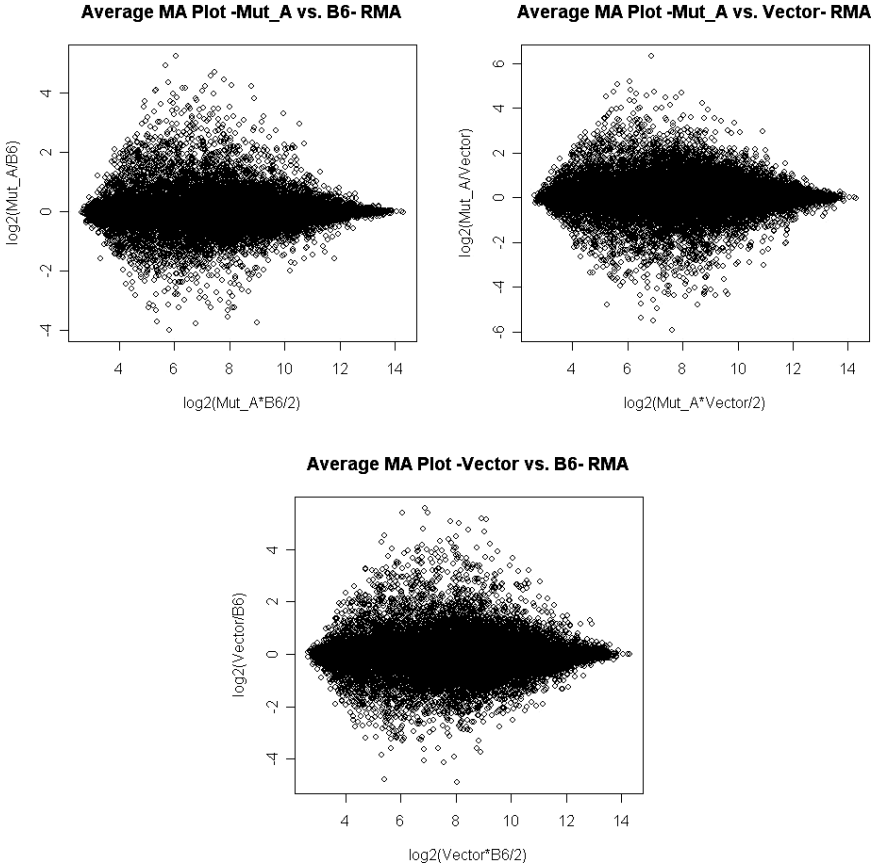 Average MA Plot -Mut_A vs. B6- RMA
log2(Mut_A/B6)
4
2
0
-2
-4
4 6 8 10 12 14
log2(Mut_A*B6/2)
Average MA Plot -Mut_A vs. Vector- RMA
log2(Mut_A/Vector)
6
4
2
0
-2
-4
-6
4 6 8 10 12 14
log2(Mut_A*Vector/2)
Average MA Plot -Vector vs. B6- RMA
log2(Vector/B6)
4
2
0
-2
-4
4 6 8 10 12 14
log2(Vector*B6/2)